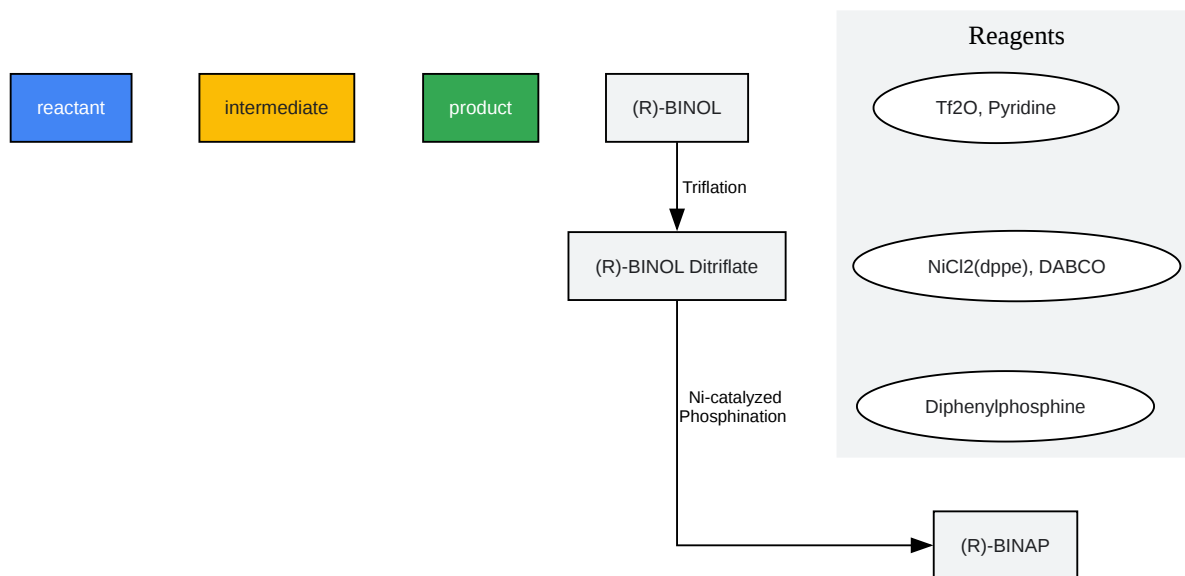 Reagents
reactant
intermediate
product
(R)-BINOL
Tf2O, Pyridine
Triflation
(R)-BINOL Ditriflate
NiCl2(dppe), DABCO
Ni-catalyzed
Phosphination
Diphenylphosphine
(R)-BINAP